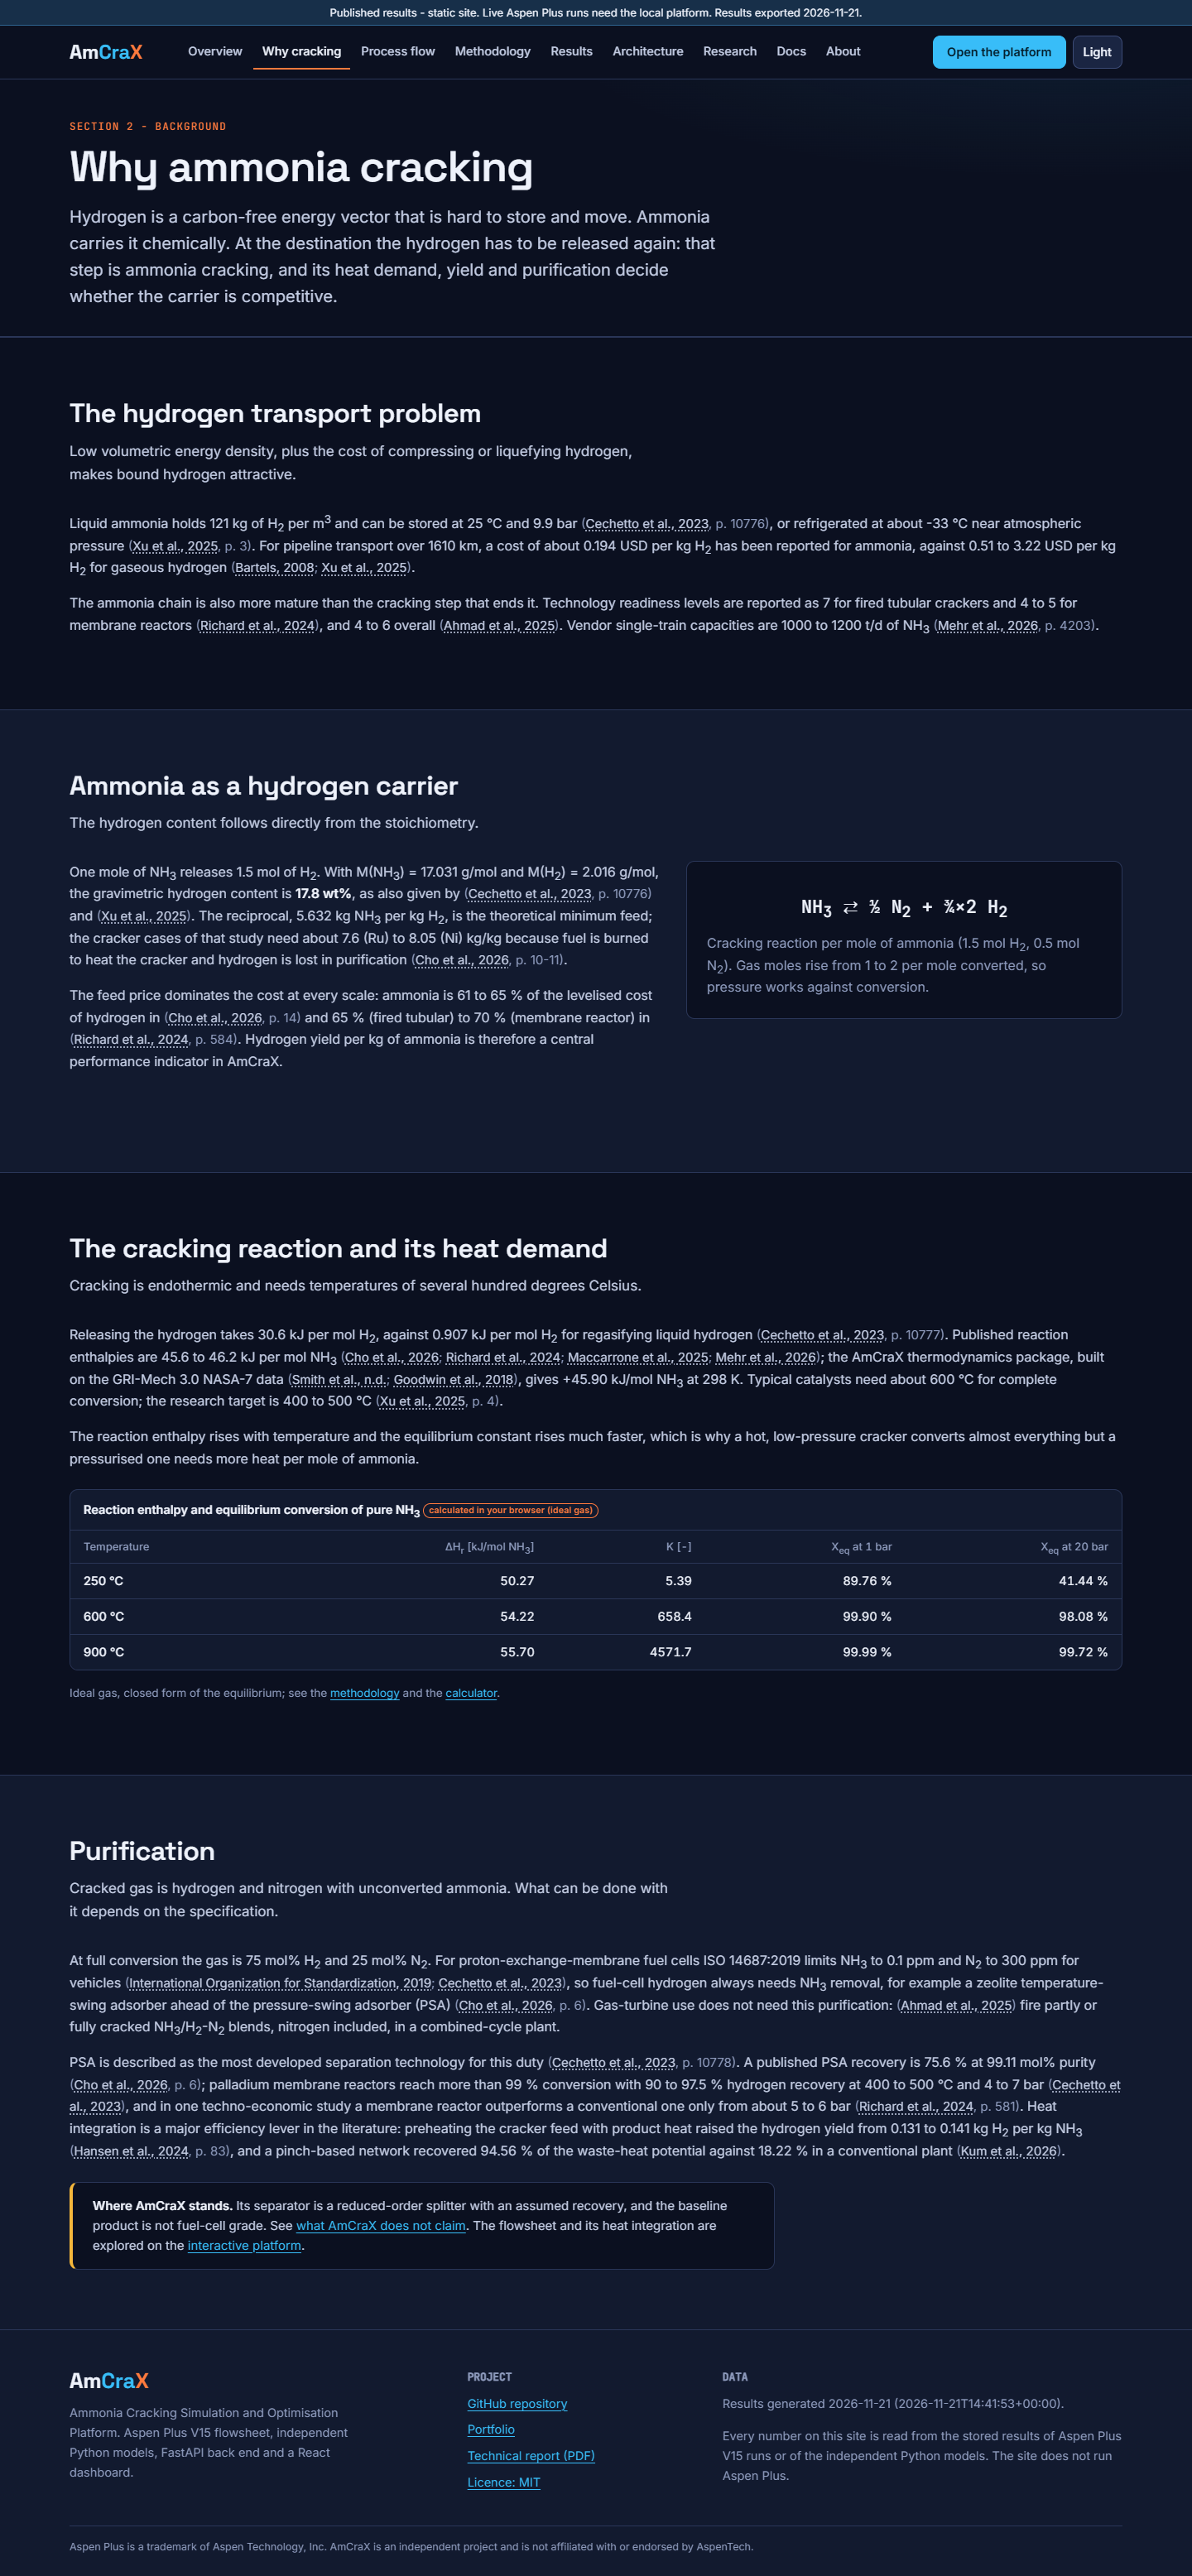 Published results - static site. Live Aspen Plus runs need the local platform. Results exported 2026-11-21.
AmCraX
Overview
Why cracking
Process flow
Methodology
Results
Architecture
Research
Docs
About
Open the platform
Light
SECTION 2 - BACKGROUND
Why ammonia cracking
Hydrogen is a carbon-free energy vector that is hard to store and move. Ammonia
carries it chemically. At the destination the hydrogen has to be released again: that
step is ammonia cracking, and its heat demand, yield and purification decide
whether the carrier is competitive.
The hydrogen transport problem
Low volumetric energy density, plus the cost of compressing or liquefying hydrogen,
makes bound hydrogen attractive.
Liquid ammonia holds 121 kg of H2 per m3 and can be stored at 25 °C and 9.9 bar (Cechetto et al., 2023, p. 10776), or refrigerated at about -33 °C near atmospheric
pressure (Xu et al., 2025, p. 3). For pipeline transport over 1610 km, a cost of about 0.194 USD per kg H2 has been reported for ammonia, against 0.51 to 3.22 USD per kg
H2 for gaseous hydrogen (Bartels, 2008; Xu et al., 2025).
The ammonia chain is also more mature than the cracking step that ends it. Technology readiness levels are reported as 7 for fired tubular crackers and 4 to 5 for
membrane reactors (Richard et al., 2024), and 4 to 6 overall (Ahmad et al., 2025). Vendor single-train capacities are 1000 to 1200 t/d of NH3 (Mehr et al., 2026, p. 4203).
Ammonia as a hydrogen carrier
The hydrogen content follows directly from the stoichiometry.
One mole of NH3 releases 1.5 mol of H2. With M(NH3) = 17.031 g/mol and M(H2) = 2.016 g/mol,
the gravimetric hydrogen content is 17.8 wt%, as also given by (Cechetto et al., 2023, p. 10776)
and (Xu et al., 2025). The reciprocal, 5.632 kg NH3 per kg H2, is the theoretical minimum feed;
the cracker cases of that study need about 7.6 (Ru) to 8.05 (Ni) kg/kg because fuel is burned
to heat the cracker and hydrogen is lost in purification (Cho et al., 2026, p. 10-11).
The feed price dominates the cost at every scale: ammonia is 61 to 65 % of the levelised cost
of hydrogen in (Cho et al., 2026, p. 14) and 65 % (fired tubular) to 70 % (membrane reactor) in
(Richard et al., 2024, p. 584). Hydrogen yield per kg of ammonia is therefore a central
performance indicator in AmCraX.
NH3 ⇄ ½ N2 + ¾×2 H2
Cracking reaction per mole of ammonia (1.5 mol H2, 0.5 mol
N2). Gas moles rise from 1 to 2 per mole converted, so
pressure works against conversion.
The cracking reaction and its heat demand
Cracking is endothermic and needs temperatures of several hundred degrees Celsius.
Releasing the hydrogen takes 30.6 kJ per mol H2, against 0.907 kJ per mol H2 for regasifying liquid hydrogen (Cechetto et al., 2023, p. 10777). Published reaction
enthalpies are 45.6 to 46.2 kJ per mol NH3 (Cho et al., 2026; Richard et al., 2024; Maccarrone et al., 2025; Mehr et al., 2026); the AmCraX thermodynamics package, built
on the GRI-Mech 3.0 NASA-7 data (Smith et al., n.d.; Goodwin et al., 2018), gives +45.90 kJ/mol NH3 at 298 K. Typical catalysts need about 600 °C for complete
conversion; the research target is 400 to 500 °C (Xu et al., 2025, p. 4).
The reaction enthalpy rises with temperature and the equilibrium constant rises much faster, which is why a hot, low-pressure cracker converts almost everything but a
pressurised one needs more heat per mole of ammonia.
Reaction enthalpy and equilibrium conversion of pure NH3 calculated in your browser (ideal gas)
Temperature ΔHr [kJ/mol NH3] K [-] Xeq at 1 bar Xeq at 20 bar
250 °C 50.27 5.39 89.76 % 41.44 %
600 °C 54.22 658.4 99.90 % 98.08 %
900 °C 55.70 4571.7 99.99 % 99.72 %
Ideal gas, closed form of the equilibrium; see the methodology and the calculator.
Purification
Cracked gas is hydrogen and nitrogen with unconverted ammonia. What can be done with
it depends on the specification.
At full conversion the gas is 75 mol% H2 and 25 mol% N2. For proton-exchange-membrane fuel cells ISO 14687:2019 limits NH3 to 0.1 ppm and N2 to 300 ppm for
vehicles (International Organization for Standardization, 2019; Cechetto et al., 2023), so fuel-cell hydrogen always needs NH3 removal, for example a zeolite temperature-
swing adsorber ahead of the pressure-swing adsorber (PSA) (Cho et al., 2026, p. 6). Gas-turbine use does not need this purification: (Ahmad et al., 2025) fire partly or
fully cracked NH3/H2-N2 blends, nitrogen included, in a combined-cycle plant.
PSA is described as the most developed separation technology for this duty (Cechetto et al., 2023, p. 10778). A published PSA recovery is 75.6 % at 99.11 mol% purity
(Cho et al., 2026, p. 6); palladium membrane reactors reach more than 99 % conversion with 90 to 97.5 % hydrogen recovery at 400 to 500 °C and 4 to 7 bar (Cechetto et
al., 2023), and in one techno-economic study a membrane reactor outperforms a conventional one only from about 5 to 6 bar (Richard et al., 2024, p. 581). Heat
integration is a major efficiency lever in the literature: preheating the cracker feed with product heat raised the hydrogen yield from 0.131 to 0.141 kg H2 per kg NH3
(Hansen et al., 2024, p. 83), and a pinch-based network recovered 94.56 % of the waste-heat potential against 18.22 % in a conventional plant (Kum et al., 2026).
Where AmCraX stands. Its separator is a reduced-order splitter with an assumed recovery, and the baseline
product is not fuel-cell grade. See what AmCraX does not claim. The flowsheet and its heat integration are
explored on the interactive platform.
AmCraX
Ammonia Cracking Simulation and Optimisation
Platform. Aspen Plus V15 flowsheet, independent
Python models, FastAPI back end and a React
dashboard.
PROJECT
GitHub repository
Portfolio
Technical report (PDF)
Licence: MIT
DATA
Results generated 2026-11-21 (2026-11-21T14:41:53+00:00).
Every number on this site is read from the stored results of Aspen Plus
V15 runs or of the independent Python models. The site does not run
Aspen Plus.
Aspen Plus is a trademark of Aspen Technology, Inc. AmCraX is an independent project and is not affiliated with or endorsed by AspenTech.